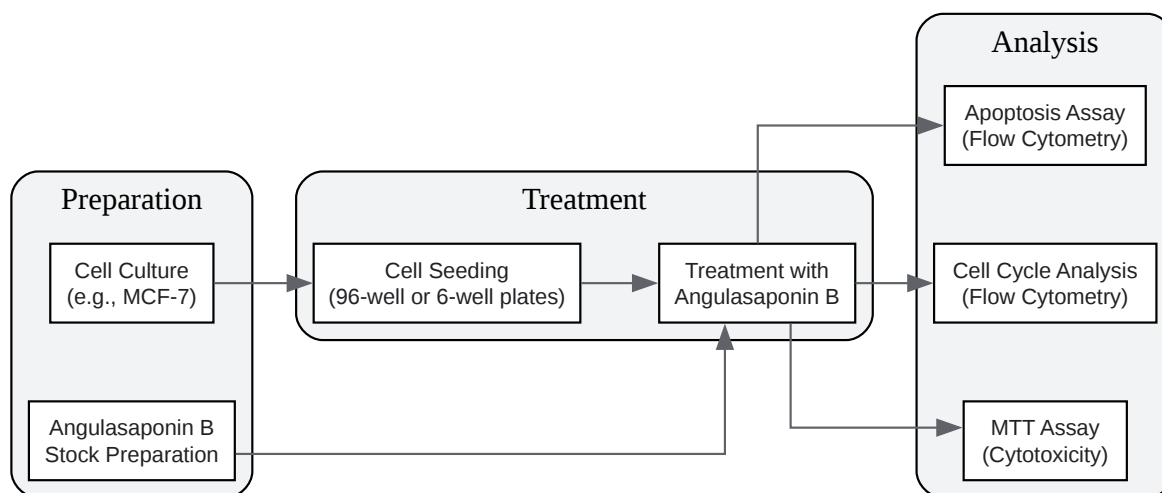 Preparation
Cell Culture
(e.g., MCF-7)
Angulasaponin B
Stock Preparation
Treatment
Cell Seeding
(96-well or 6-well plates)
Treatment with
Angulasaponin B
Analysis
Apoptosis Assay
(Flow Cytometry)
Cell Cycle Analysis
(Flow Cytometry)
MTT Assay
(Cytotoxicity)